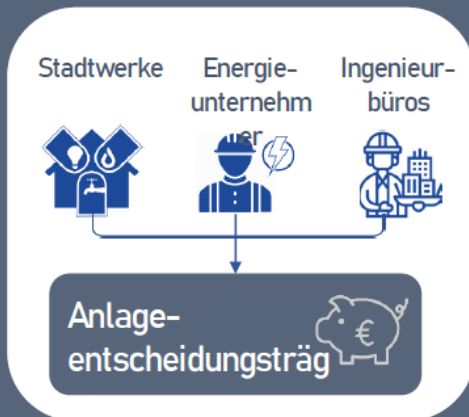 Stadtwerke
Energie-
unternehm
er
Ingenieur-
büros
Anlage-
entscheidungsträg
€